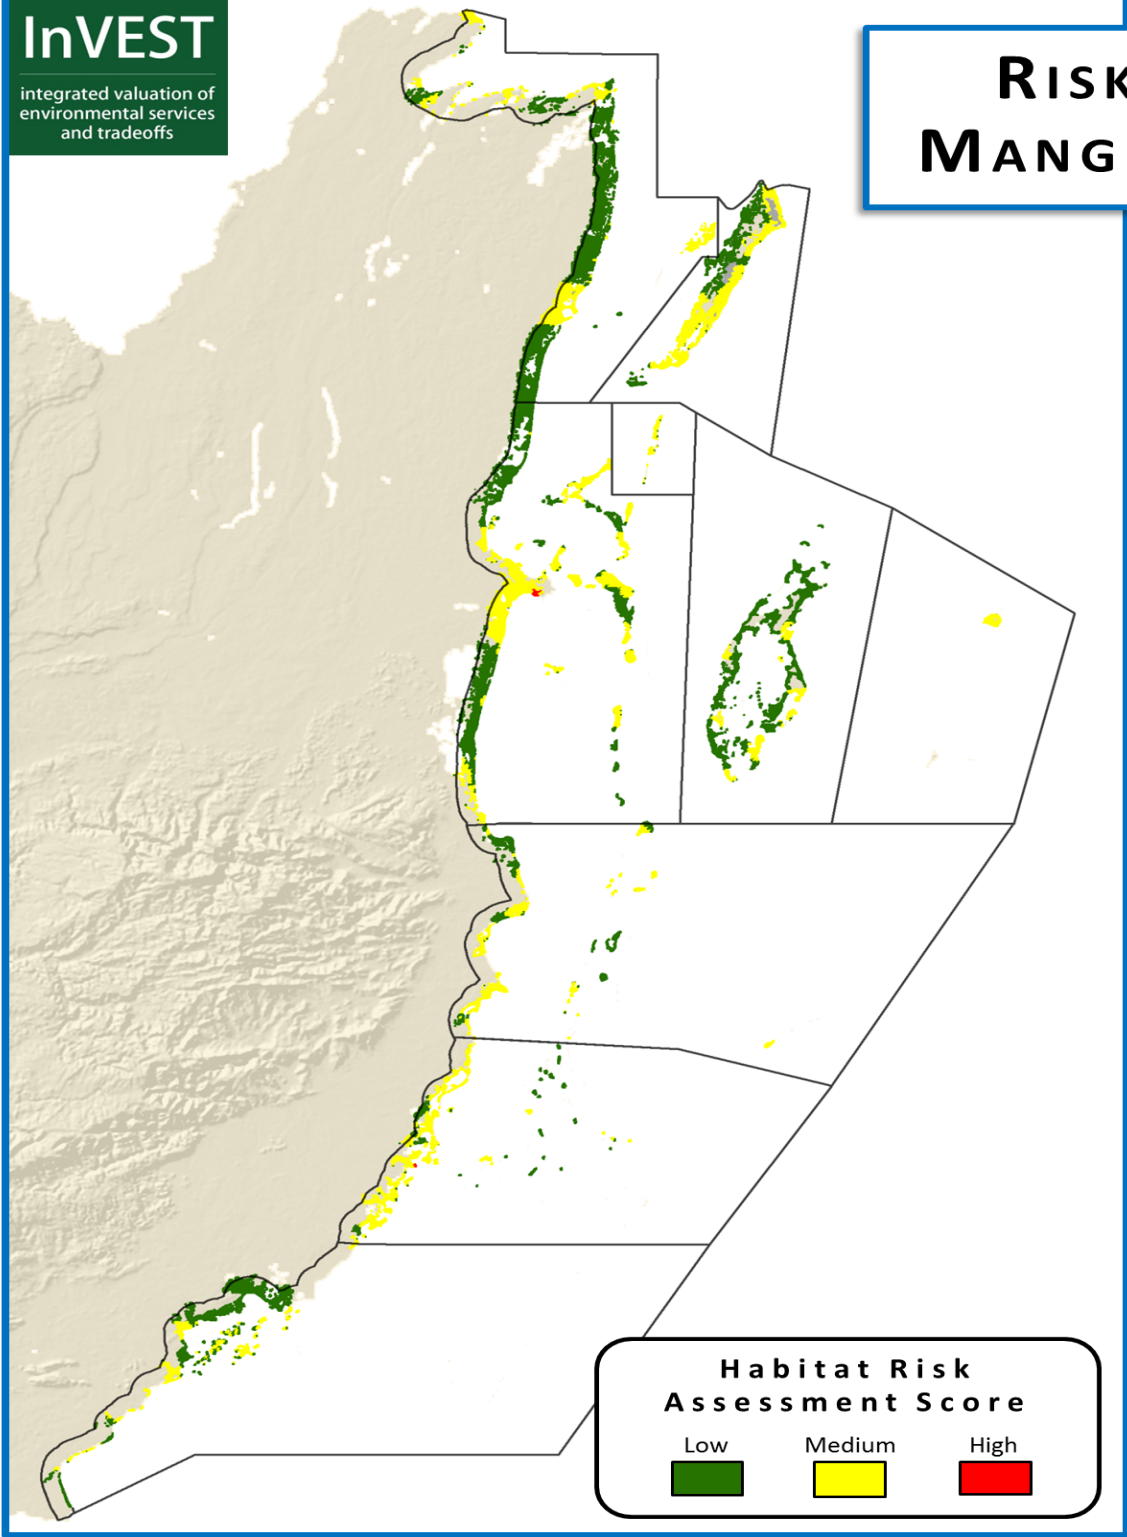 InVEST
integrated valuation of
environmental services
and tradeoffs
RISK
MANG
Habitat Risk
Assessment Score
Low Medium High